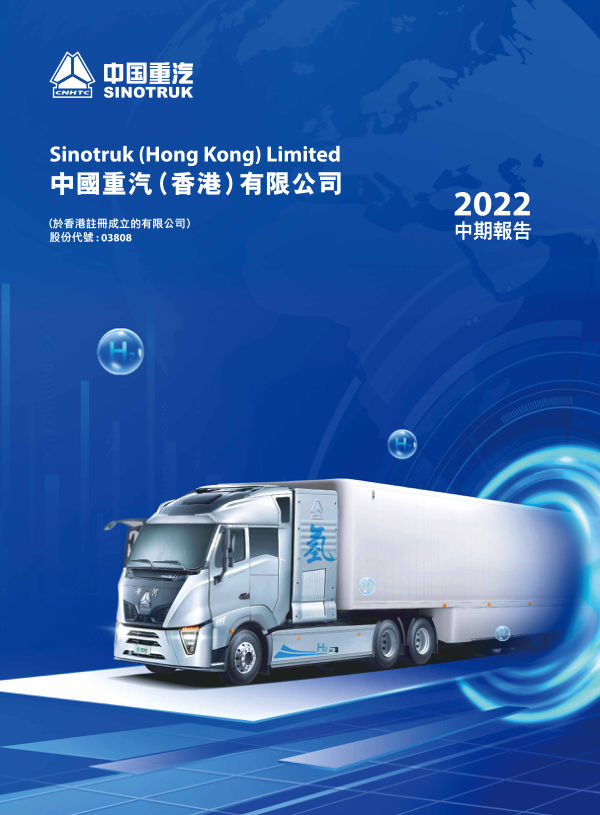 中国重汽
CNHTC
SINOTRUK
Sinotruk (Hong Kong) Limited
中國重汽（香港）有限公司
（於香港註冊成立的有限公司）
股份代號 : 03808
2022
中期報告
H₂
H₂
氢
H₂